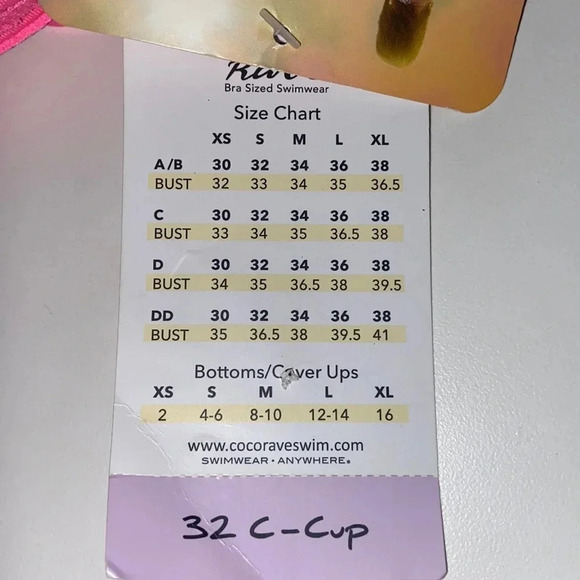 Bra Sized Swimwear
Size Chart
XS S M L XL
A/B 30 32 34 36 38
BUST 32 33 34 35 36.5
C 30 32 34 36 38
BUST 33 34 35 36.5 38
D 30 32 34 36 38
BUST 34 35 36.5 38 39.5
DD 30 32 34 36 38
BUST 35 36.5 38 39.5 41
Bottoms/Cover Ups
XS S M L XL
2 4-6 8-10 12-14 16
www.cocoraveswim.com
SWIMWEAR • ANYWHERE®
32 C-Cup